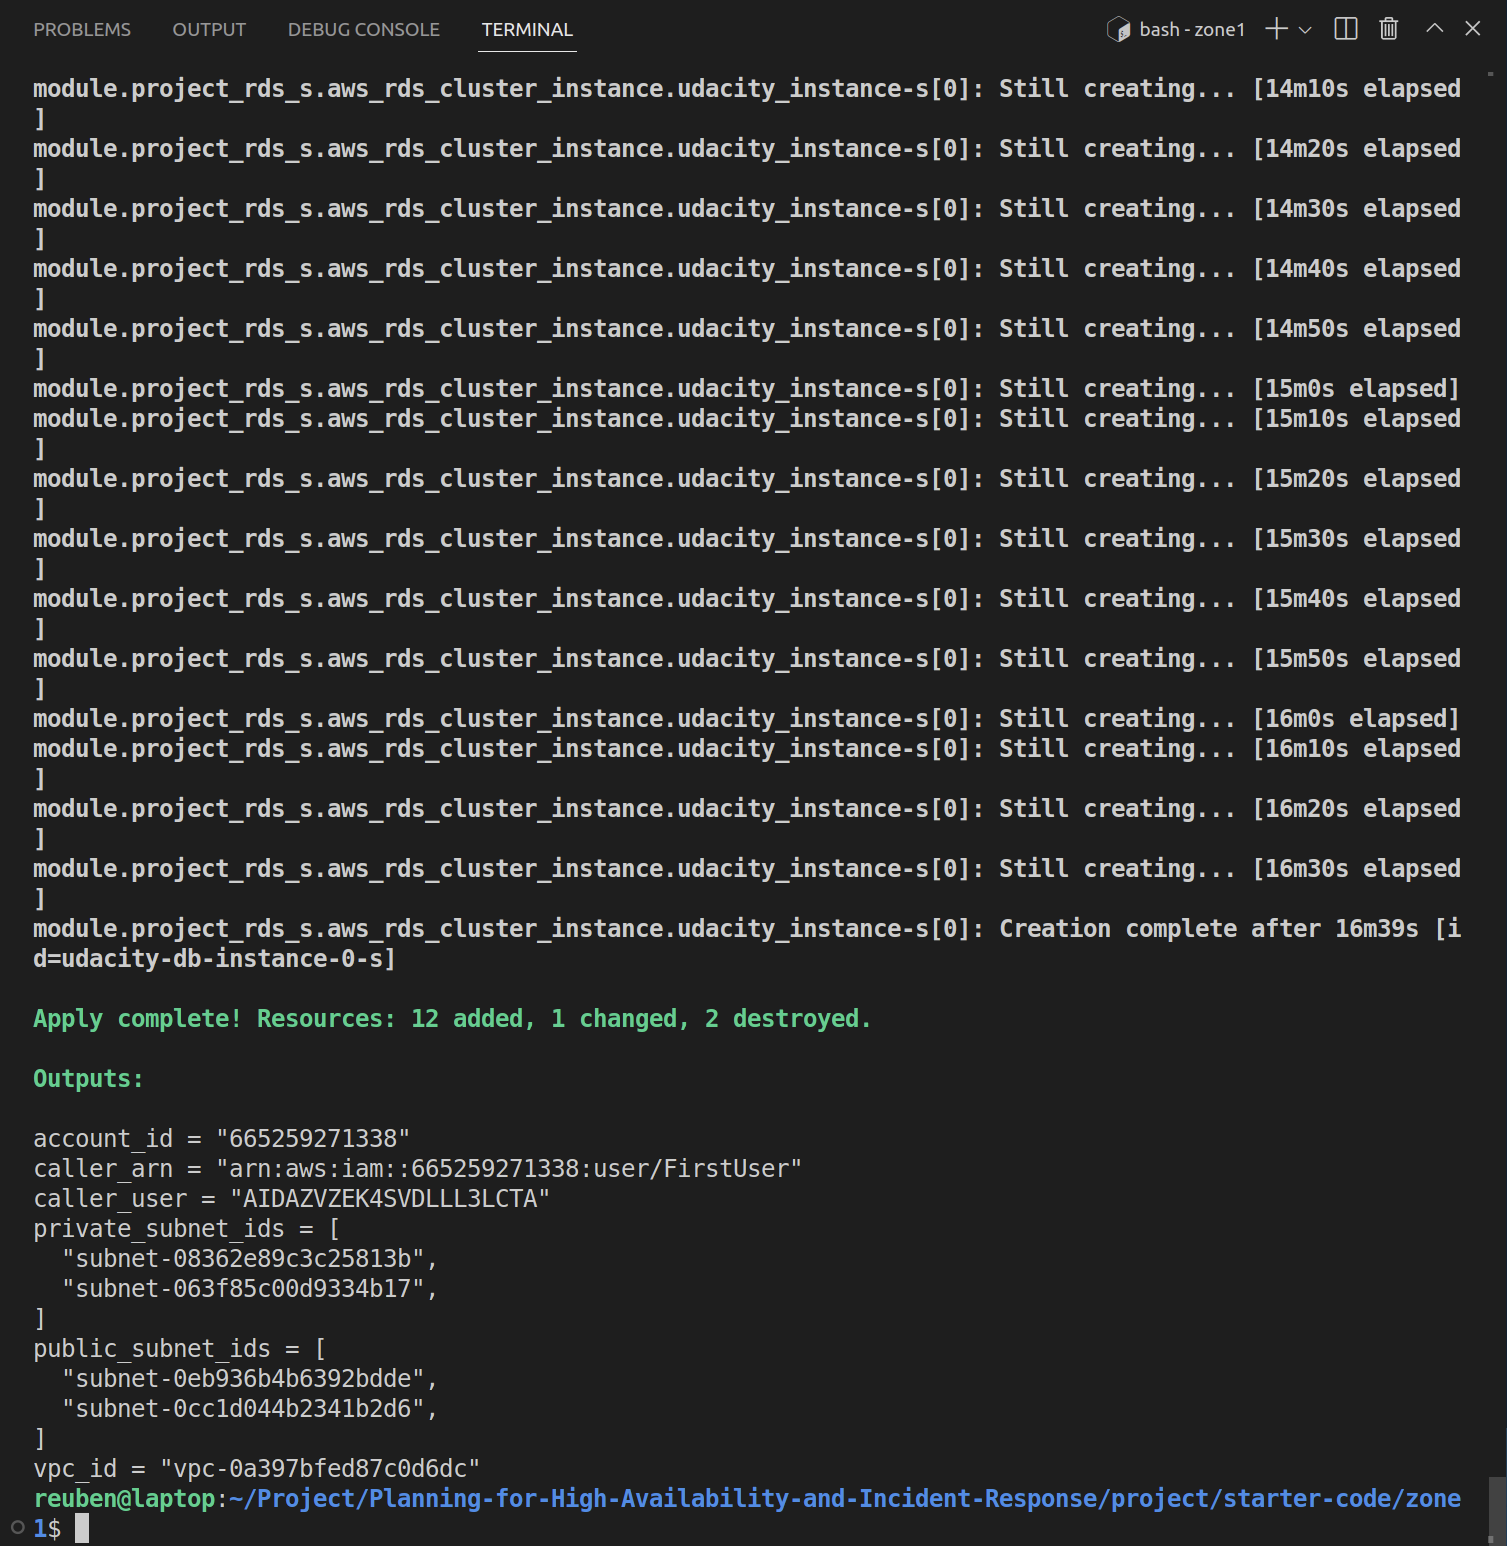 PROBLEMS OUTPUT DEBUG CONSOLE TERMINAL bash - zone1
module.project_rds_s.aws_rds_cluster_instance.udacity_instance-s[0]: Still creating... [14m10s elapsed
]
module.project_rds_s.aws_rds_cluster_instance.udacity_instance-s[0]: Still creating... [14m20s elapsed
]
module.project_rds_s.aws_rds_cluster_instance.udacity_instance-s[0]: Still creating... [14m30s elapsed
]
module.project_rds_s.aws_rds_cluster_instance.udacity_instance-s[0]: Still creating... [14m40s elapsed
]
module.project_rds_s.aws_rds_cluster_instance.udacity_instance-s[0]: Still creating... [14m50s elapsed
]
module.project_rds_s.aws_rds_cluster_instance.udacity_instance-s[0]: Still creating... [15m0s elapsed]
module.project_rds_s.aws_rds_cluster_instance.udacity_instance-s[0]: Still creating... [15m10s elapsed
]
module.project_rds_s.aws_rds_cluster_instance.udacity_instance-s[0]: Still creating... [15m20s elapsed
]
module.project_rds_s.aws_rds_cluster_instance.udacity_instance-s[0]: Still creating... [15m30s elapsed
]
module.project_rds_s.aws_rds_cluster_instance.udacity_instance-s[0]: Still creating... [15m40s elapsed
]
module.project_rds_s.aws_rds_cluster_instance.udacity_instance-s[0]: Still creating... [15m50s elapsed
]
module.project_rds_s.aws_rds_cluster_instance.udacity_instance-s[0]: Still creating... [16m0s elapsed]
module.project_rds_s.aws_rds_cluster_instance.udacity_instance-s[0]: Still creating... [16m10s elapsed
]
module.project_rds_s.aws_rds_cluster_instance.udacity_instance-s[0]: Still creating... [16m20s elapsed
]
module.project_rds_s.aws_rds_cluster_instance.udacity_instance-s[0]: Still creating... [16m30s elapsed
]
module.project_rds_s.aws_rds_cluster_instance.udacity_instance-s[0]: Creation complete after 16m39s [i
d=udacity-db-instance-0-s]
Apply complete! Resources: 12 added, 1 changed, 2 destroyed.
Outputs:
account_id = "665259271338"
caller_arn = "arn:aws:iam::665259271338:user/FirstUser"
caller_user = "AIDAZVZEK4SVDLLL3LCTA"
private_subnet_ids = [
  "subnet-08362e89c3c25813b",
  "subnet-063f85c00d9334b17",
]
public_subnet_ids = [
  "subnet-0eb936b4b6392bdde",
  "subnet-0cc1d044b2341b2d6",
]
vpc_id = "vpc-0a397bfed87c0d6dc"
reuben@laptop:~/Project/Planning-for-High-Availability-and-Incident-Response/project/starter-code/zone
1$